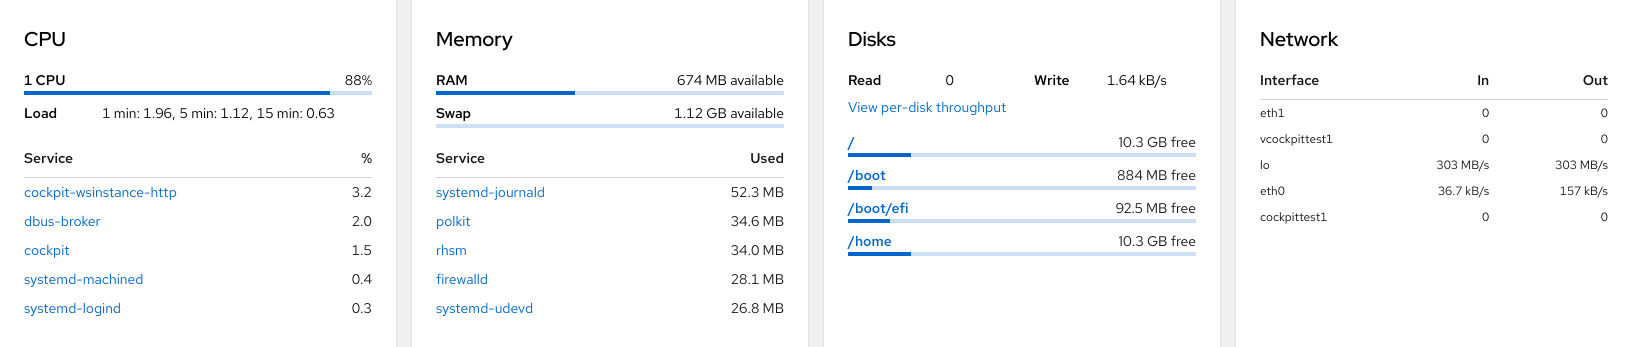 CPU
1 CPU 88%
Load 1 min: 1.96, 5 min: 1.12, 15 min: 0.63
Service %
cockpit-wsinstance-http 3.2
dbus-broker 2.0
cockpit 1.5
systemd-machined 0.4
systemd-logind 0.3
Memory
RAM 674 MB available
Swap 1.12 GB available
Service Used
systemd-journald 52.3 MB
polkit 34.6 MB
rhsm 34.0 MB
firewalld 28.1 MB
systemd-udevd 26.8 MB
Disks
Read 0 Write 1.64 kB/s
View per-disk throughput
/ 10.3 GB free
/boot 884 MB free
/boot/efi 92.5 MB free
/home 10.3 GB free
Network
Interface In Out
eth1 0 0
vcockpittest1 0 0
lo 303 MB/s 303 MB/s
eth0 36.7 kB/s 157 kB/s
cockpittest1 0 0